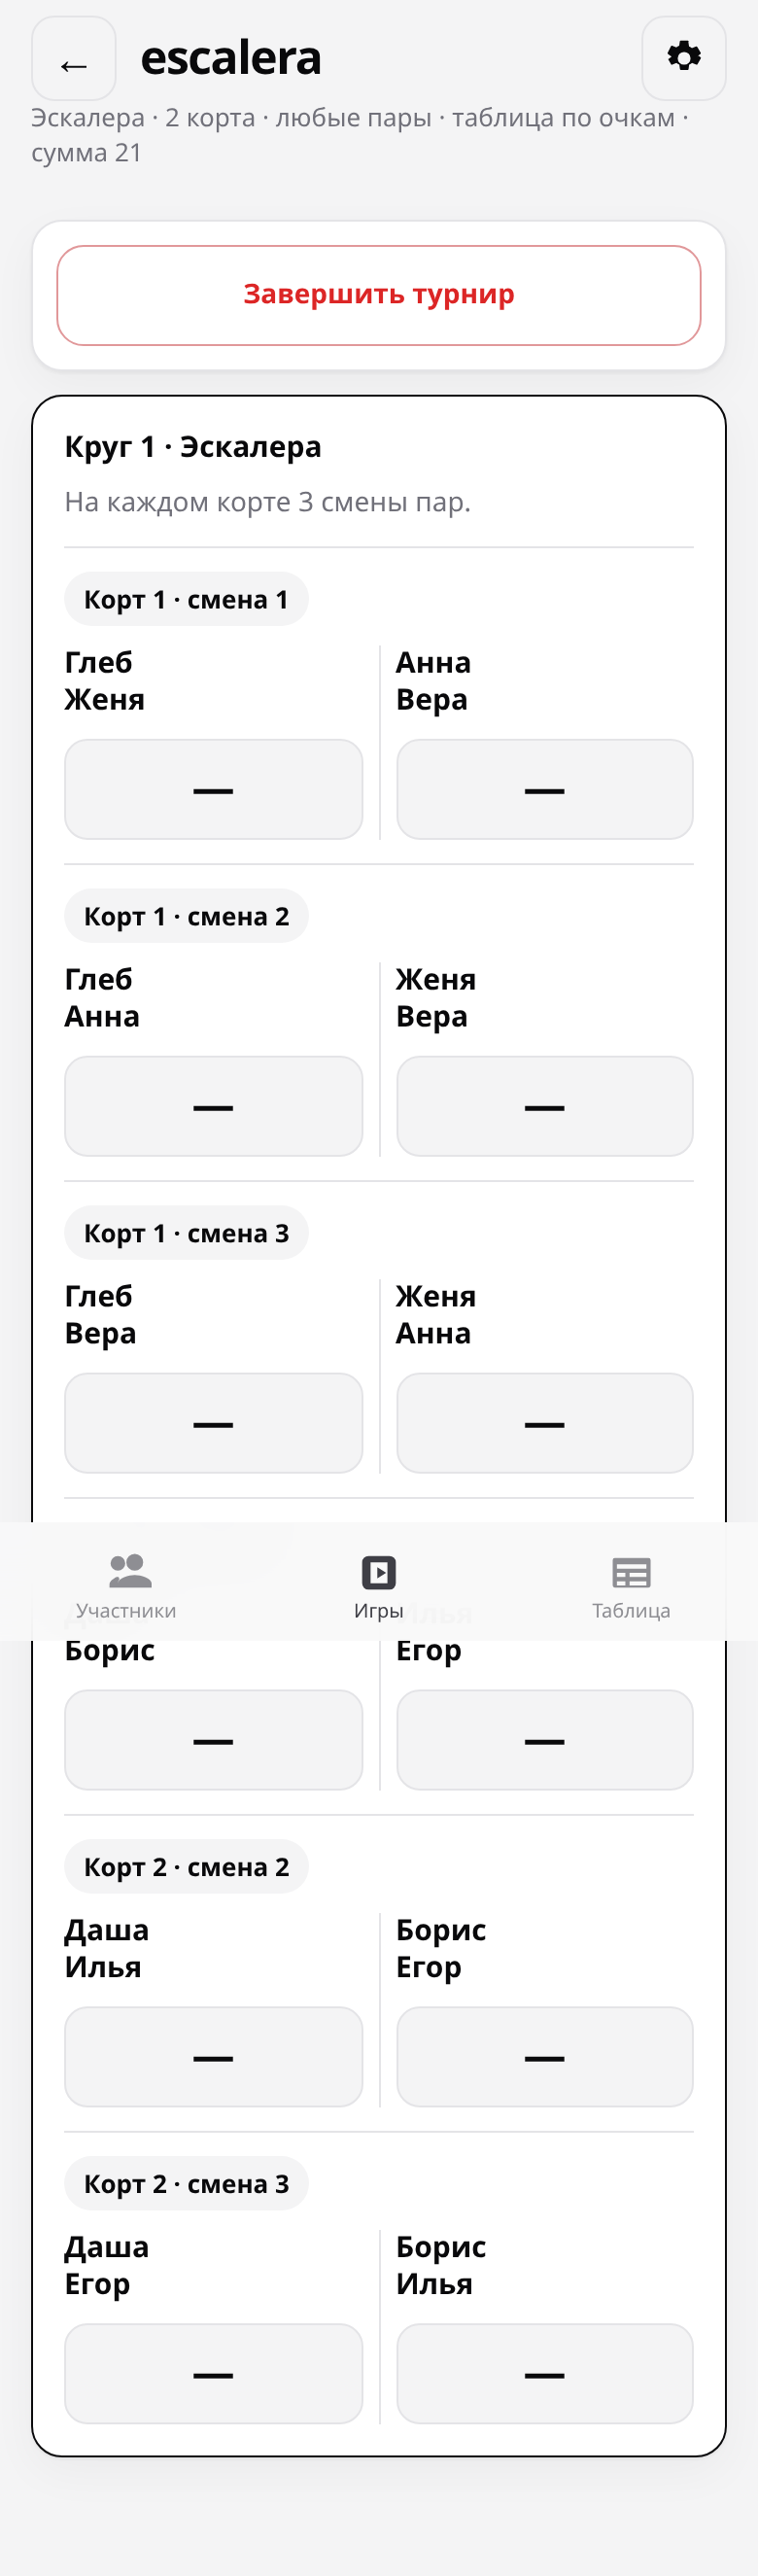 ← escalera
Эскалера · 2 корта · любые пары · таблица по очкам ·
сумма 21
Завершить турнир
Круг 1 · Эскалера
На каждом корте 3 смены пар.
Корт 1 · смена 1
Глеб
Женя
Анна
Вера
—
—
Корт 1 · смена 2
Глеб
Анна
Женя
Вера
—
—
Корт 1 · смена 3
Глеб
Вера
Женя
Анна
—
—
Участники
Игры
Таблица
Илья
Борис
Егор
—
—
Корт 2 · смена 2
Даша
Илья
Борис
Егор
—
—
Корт 2 · смена 3
Даша
Егор
Борис
Илья
—
—